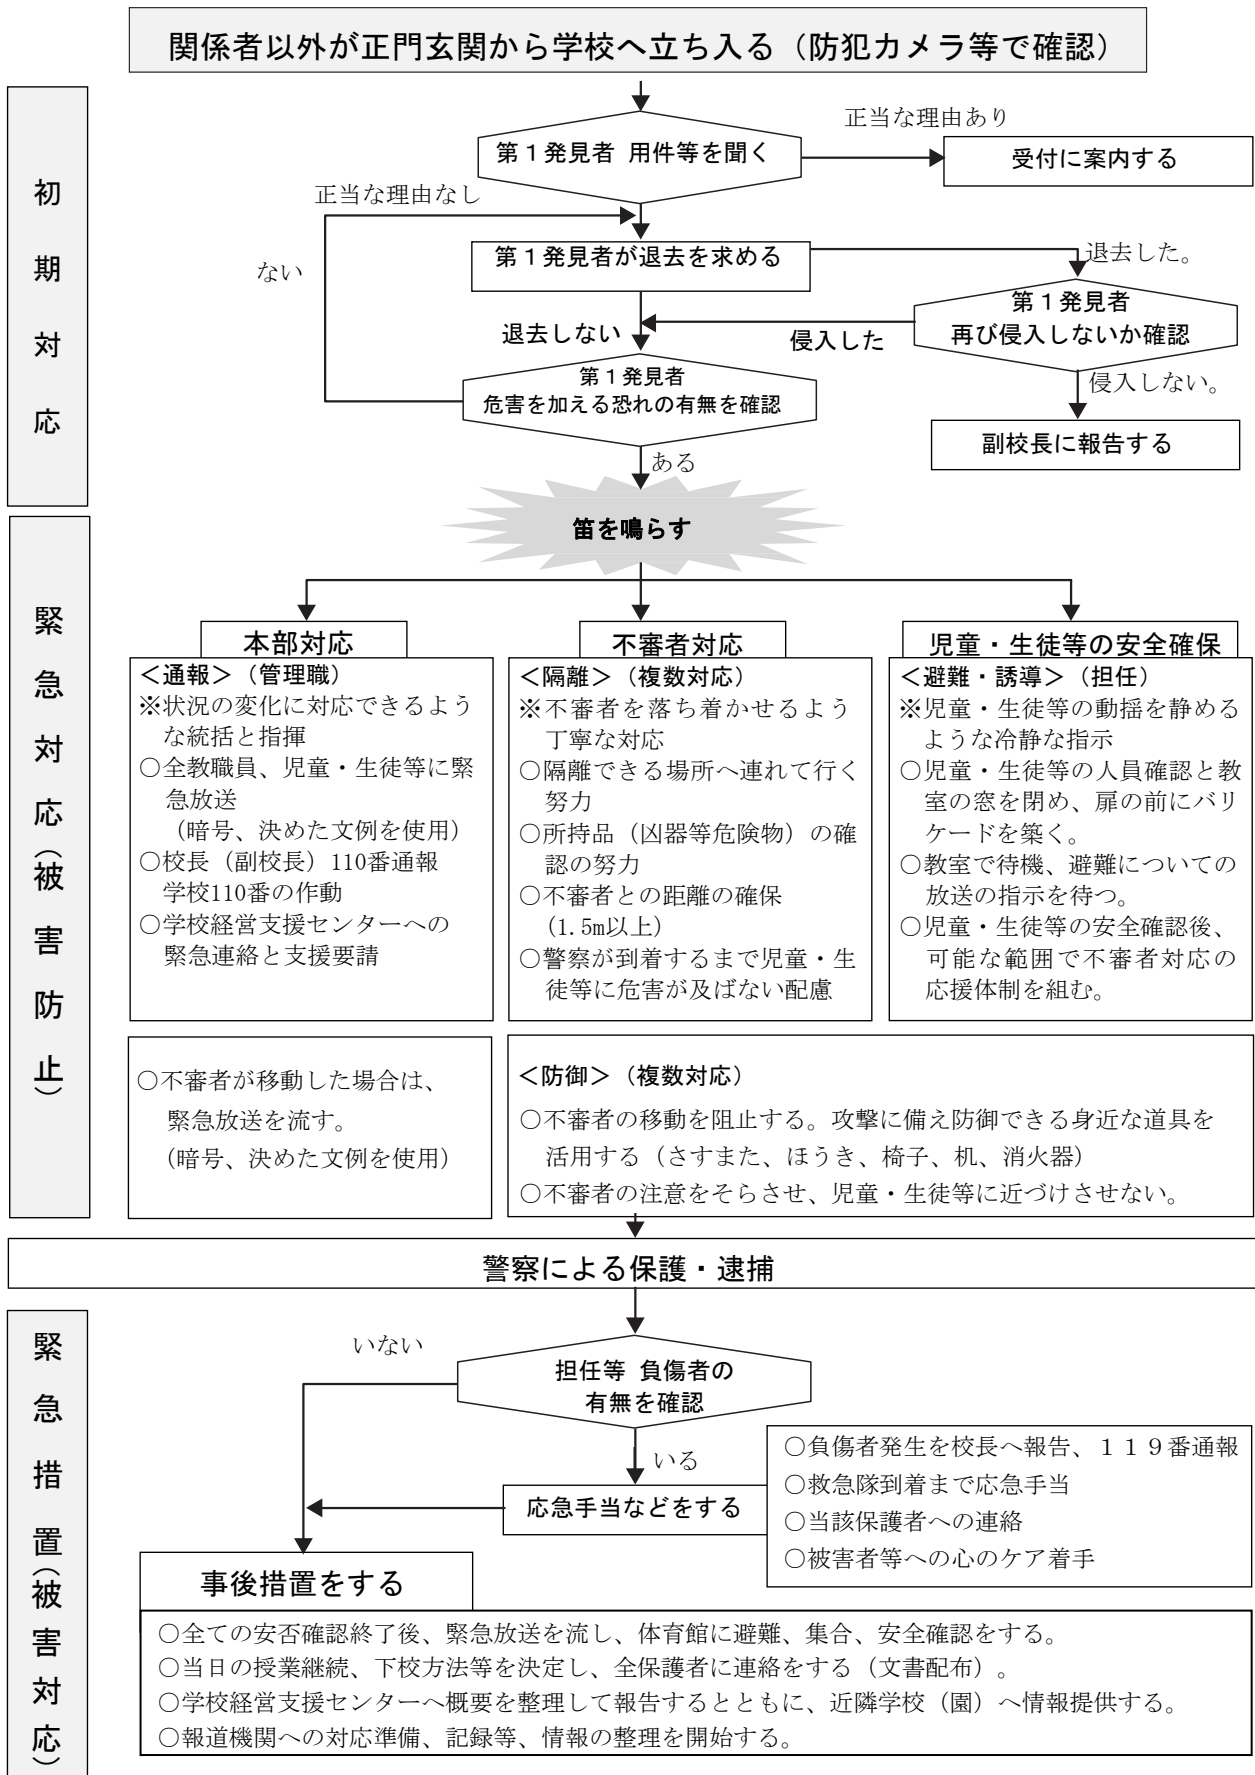 関係者以外が正門玄関から学校へ立ち入る（防犯カメラ等で確認）
初期対応
正当な理由あり
第１発見者 用件等を聞く
受付に案内する
正当な理由なし
第１発見者が退去を求める
退去した。
ない
第１発見者
再び侵入しないか確認
退去しない
侵入した
第１発見者
危害を加える恐れの有無を確認
侵入しない。
副校長に報告する
ある
笛を鳴らす
緊急対応（被害防止）
本部対応
＜通報＞（管理職）
※状況の変化に対応できるよう
な統括と指揮
○全教職員、児童・生徒等に緊
急放送
（暗号、決めた文例を使用）
○校長（副校長）110番通報
学校110番の作動
○学校経営支援センターへの
緊急連絡と支援要請
不審者対応
＜隔離＞（複数対応）
※不審者を落ち着かせるよう
丁寧な対応
○隔離できる場所へ連れて行く
努力
○所持品（凶器等危険物）の確
認の努力
○不審者との距離の確保
(1.5m以上)
○警察が到着するまで児童・生
徒等に危害が及ばない配慮
児童・生徒等の安全確保
＜避難・誘導＞（担任）
※児童・生徒等の動揺を静める
ような冷静な指示
○児童・生徒等の人員確認と教
室の窓を閉め、扉の前にバリ
ケードを築く。
○教室で待機、避難についての
放送の指示を待つ。
○児童・生徒等の安全確認後、
可能な範囲で不審者対応の
応援体制を組む。
○不審者が移動した場合は、
緊急放送を流す。
（暗号、決めた文例を使用）
＜防御＞（複数対応）
○不審者の移動を阻止する。攻撃に備え防御できる身近な道具を
活用する（さすまた、ほうき、椅子、机、消火器）
○不審者の注意をそらさせ、児童・生徒等に近づけさせない。
警察による保護・逮捕
緊急措置（被害対応）
いない
担任等 負傷者の
有無を確認
いる
応急手当などをする
○負傷者発生を校長へ報告、１１９番通報
○救急隊到着まで応急手当
○当該保護者への連絡
○被害者等への心のケア着手
事後措置をする
○全ての安否確認終了後、緊急放送を流し、体育館に避難、集合、安全確認をする。
○当日の授業継続、下校方法等を決定し、全保護者に連絡をする（文書配布）。
○学校経営支援センターへ概要を整理して報告するとともに、近隣学校（園）へ情報提供する。
○報道機関への対応準備、記録等、情報の整理を開始する。